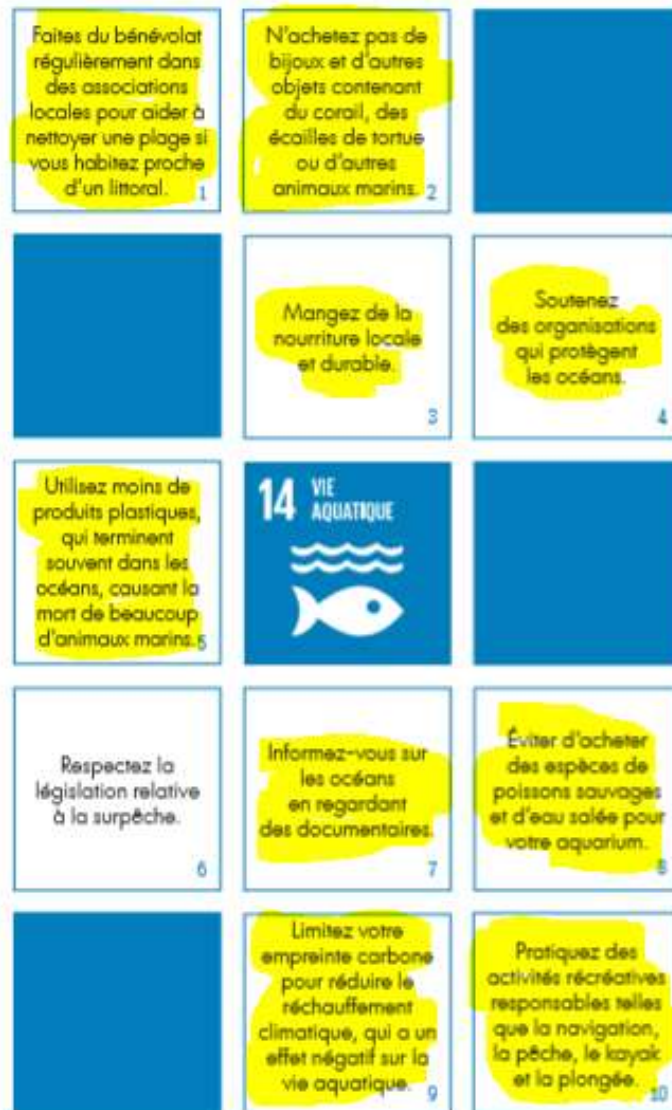 Faites du bénévolat
régulièrement dans
des associations
locales pour aider à
nettoyer une plage si
vous habitez proche
d'un littoral.
1
N'achetez pas de
bijoux et d'autres
objets contenant
du corail, des
écailles de tortue
ou d'autres
animaux marins.
2
Mangez de la
nourriture locale
et durable.
3
Soutenez
des organisations
qui protègent
les océans.
4
Utilisez moins de
produits plastiques,
qui terminent
souvent dans les
océans, causant la
mort de beaucoup
d'animaux marins.
5
14 VIE
AQUATIQUE
Respectez la
législation relative
à la surpêche.
6
Informez-vous sur
les océans
en regardant
des documentaires.
7
Éviter d'acheter
des espèces de
poissons sauvages
et d'eau salée pour
votre aquarium.
8
Limitez votre
empreinte carbone
pour réduire le
réchauffement
climatique, qui a un
effet négatif sur la
vie aquatique.
9
Pratiquez des
activités récréatives
responsables telles
que la navigation,
la pêche, le kayak
et la plongée.
10